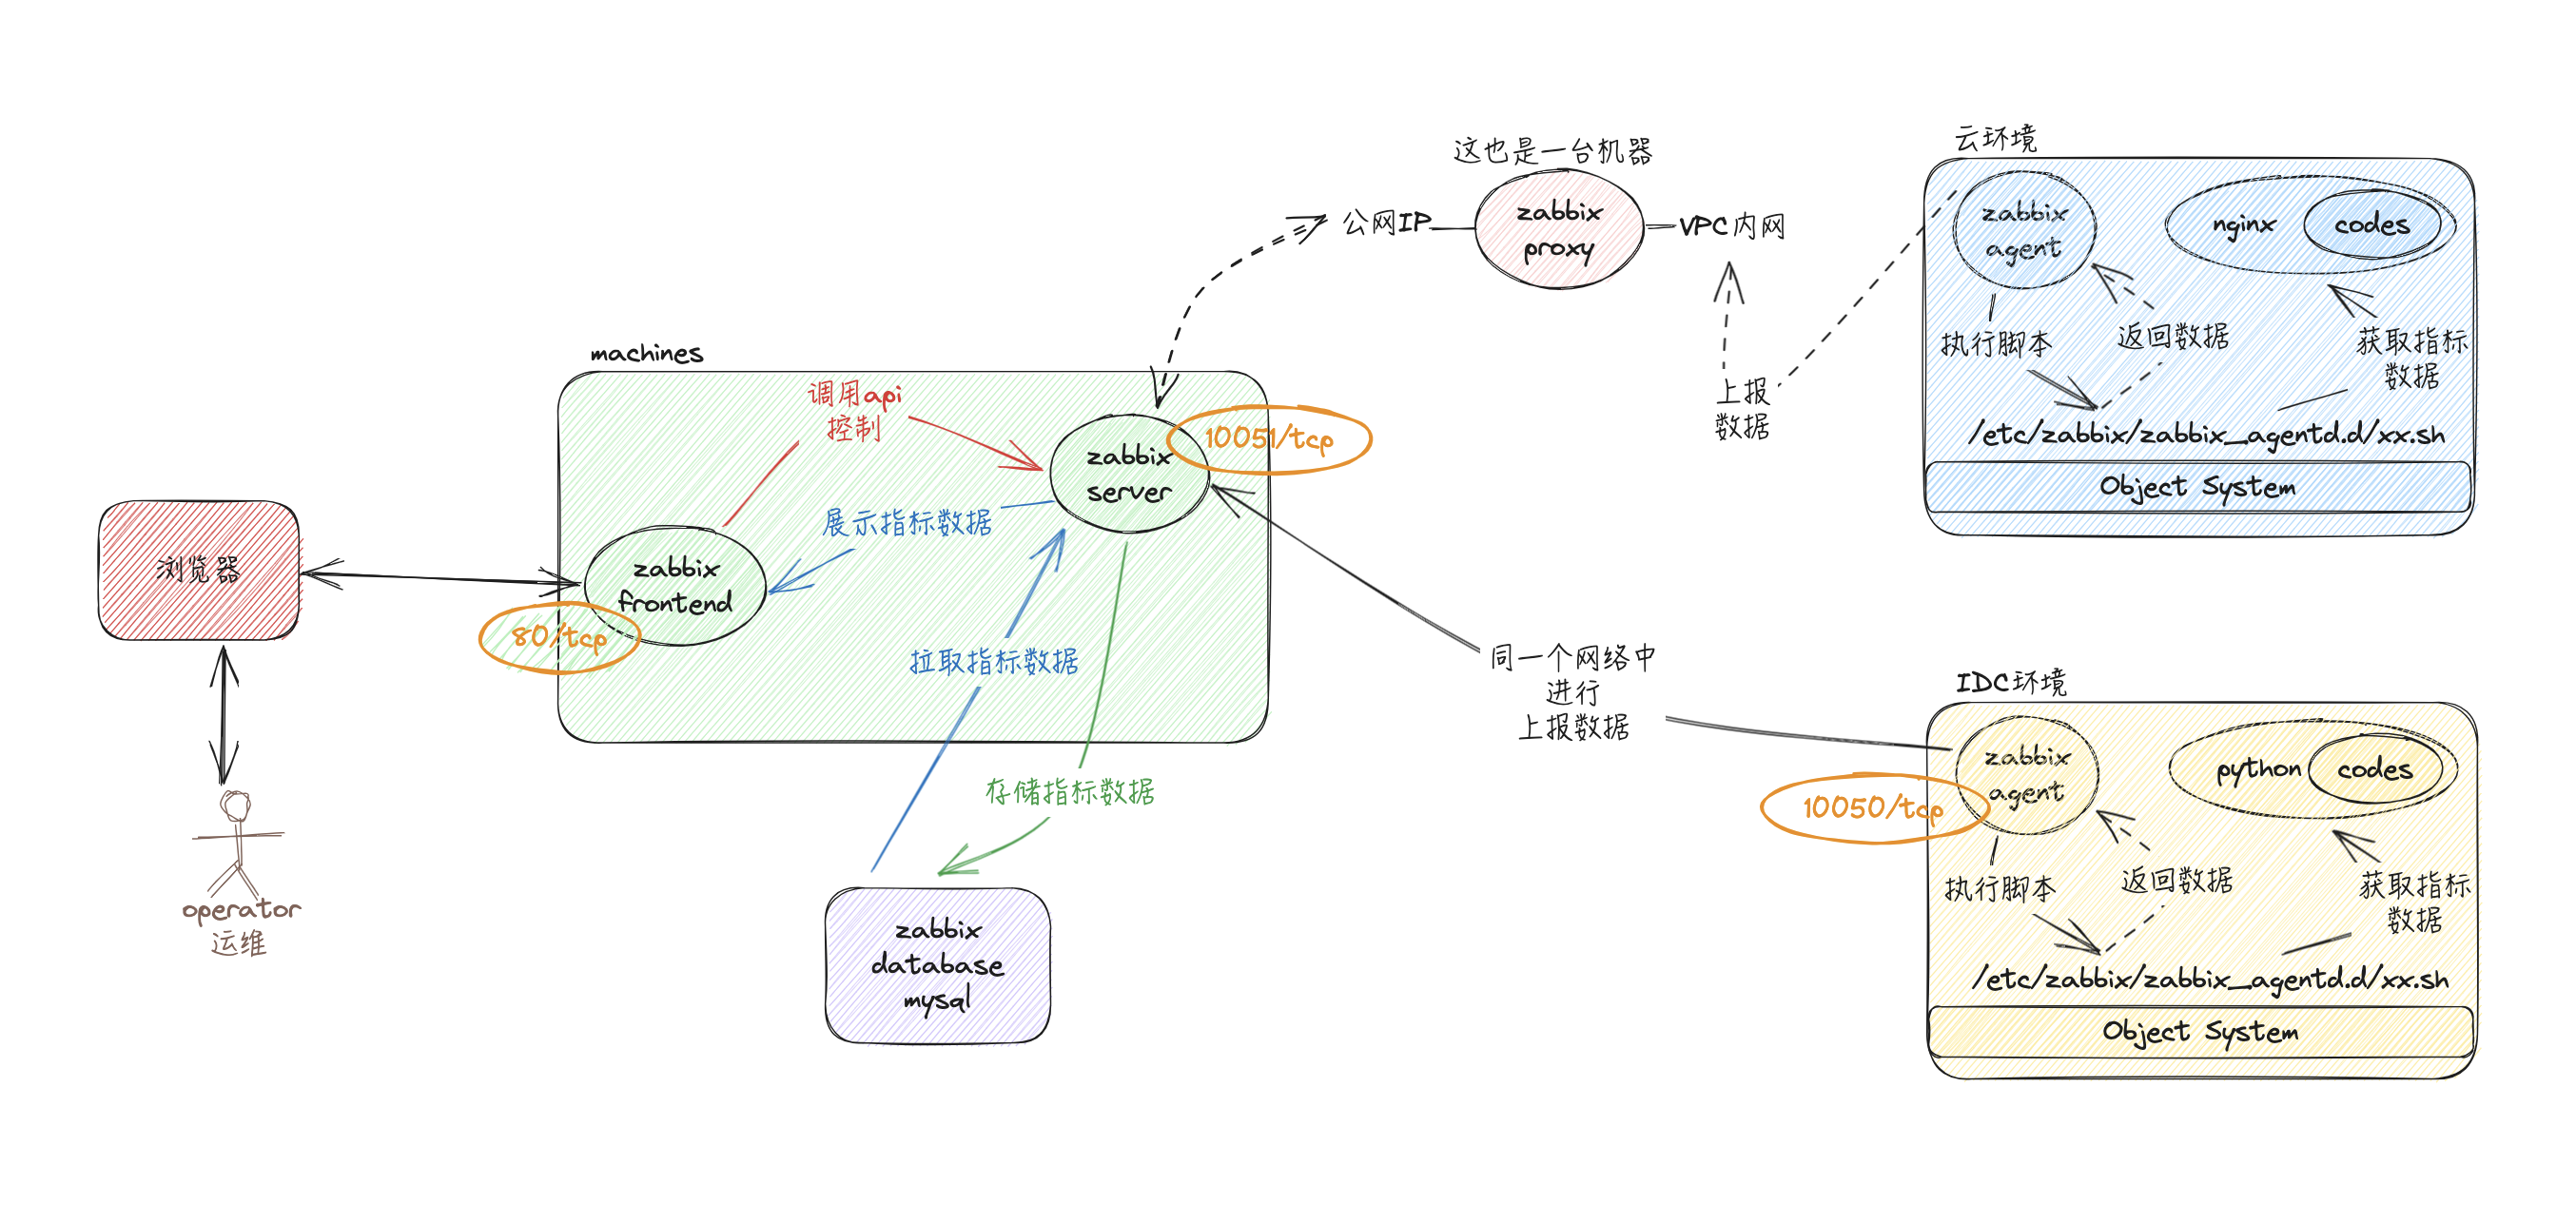 云环境
这也是一台机器
zabbix
proxy
公网IP
VPC内网
zabbix
agent
nginx
codes
执行脚本
返回数据
获取指标
数据
/etc/zabbix/zabbix_agentd.d/xx.sh
Object System
上报
数据
machines
调用api
控制
zabbix
server
10051/tcp
展示指标数据
浏览器
zabbix
frontend
80/tcp
拉取指标数据
同一个网络中
进行
上报数据
存储指标数据
operator
运维
zabbix
database
mysql
IDC环境
zabbix
agent
10050/tcp
python
codes
执行脚本
返回数据
获取指标
数据
/etc/zabbix/zabbix_agentd.d/xx.sh
Object System